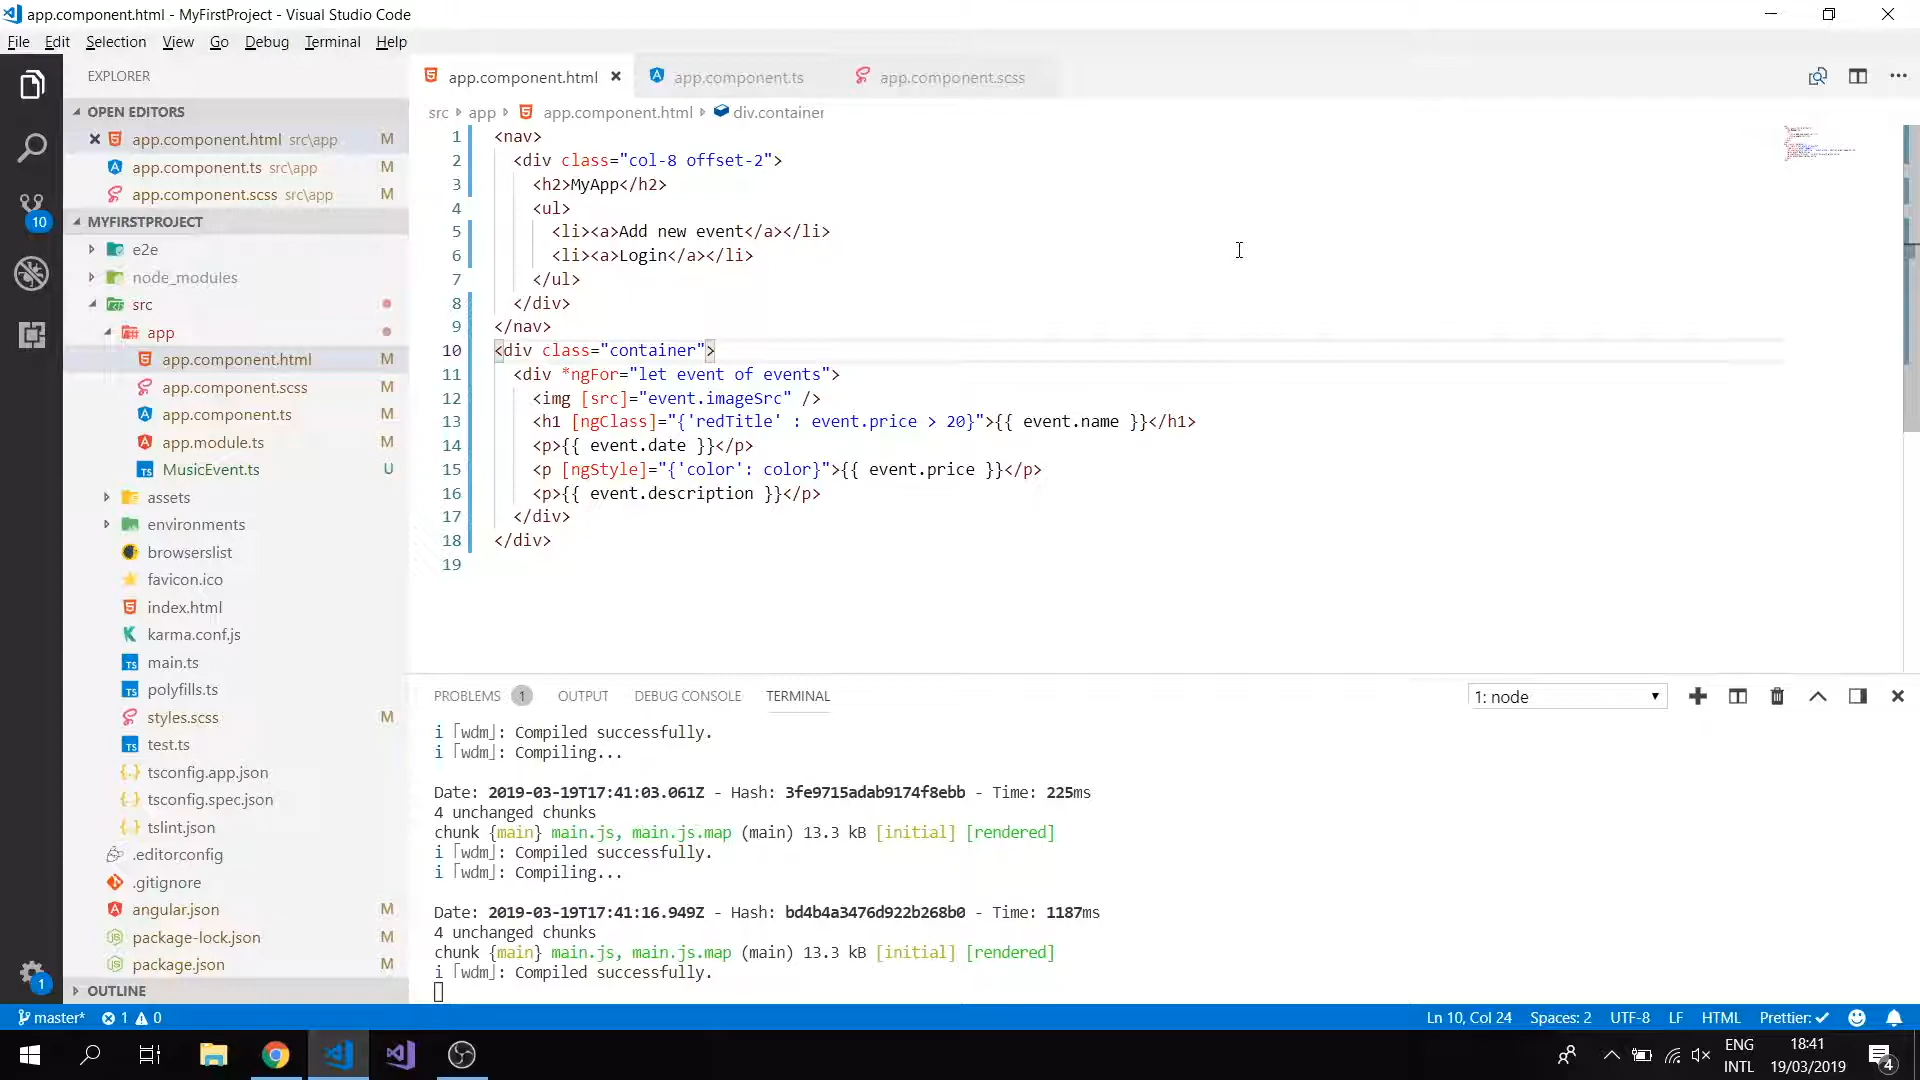 app.component.html - MyFirstProject - Visual Studio Code
File Edit Selection View Go Debug Terminal Help
EXPLORER
OPEN EDITORS
app.component.html src\app M
app.component.ts src\app M
app.component.scss src\app M
10
MYFIRSTPROJECT
e2e
node_modules
src
app
app.component.html M
app.component.scss M
app.component.ts M
app.module.ts M
TS MusicEvent.ts U
assets
environments
browserslist
favicon.ico
index.html
karma.conf.js
TS main.ts
TS polyfills.ts
styles.scss M
TS test.ts
tsconfig.app.json
tsconfig.spec.json
tslint.json
.editorconfig
.gitignore
angular.json M
package-lock.json M
package.json M
1
OUTLINE
app.component.html app.component.ts app.component.scss
src app app.component.html div.container
1 <nav>
2 <div class="col-8 offset-2">
3 <h2>MyApp</h2>
4 <ul>
5 <li><a>Add new event</a></li>
6 <li><a>Login</a></li>
7 </ul>
8 </div>
9 </nav>
10 <div class="container">
11 <div *ngFor="let event of events">
12 <img [src]="event.imageSrc" />
13 <h1 [ngClass]="{'redTitle' : event.price > 20}">{{ event.name }}</h1>
14 <p>{{ event.date }}</p>
15 <p [ngStyle]="{'color': color}">{{ event.price }}</p>
16 <p>{{ event.description }}</p>
17 </div>
18 </div>
19
PROBLEMS 1 OUTPUT DEBUG CONSOLE TERMINAL 1: node
i ｢wdm｣: Compiled successfully.
i ｢wdm｣: Compiling...
Date: 2019-03-19T17:41:03.061Z - Hash: 3fe9715adab9174f8ebb - Time: 225ms
4 unchanged chunks
chunk {main} main.js, main.js.map (main) 13.3 kB [initial] [rendered]
i ｢wdm｣: Compiled successfully.
i ｢wdm｣: Compiling...
Date: 2019-03-19T17:41:16.949Z - Hash: bd4b4a3476d922b268b0 - Time: 1187ms
4 unchanged chunks
chunk {main} main.js, main.js.map (main) 13.3 kB [initial] [rendered]
i ｢wdm｣: Compiled successfully.
master* 1 0 Ln 10, Col 24 Spaces: 2 UTF-8 LF HTML Prettier: ✓
ENG 18:41
INTL 19/03/2019 4